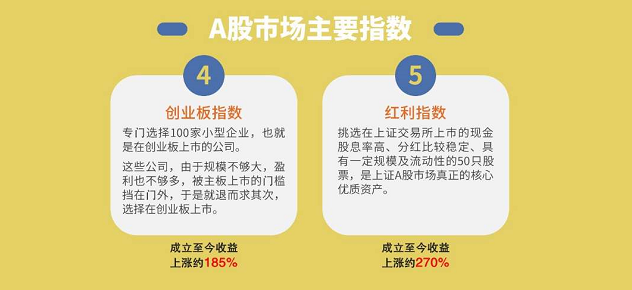 A股市场主要指数
4
创业板指数
专门选择100家小型企业，也就
是在创业板上市的公司。
这些公司，由于规模不够大，盈
利也不够多，被主板上市的门槛
挡在门外，于是就退而求其次，
选择在创业板上市。
成立至今收益
上涨约185%
5
红利指数
挑选在上证交易所上市的现金
股息率高、分红比较稳定、具
有一定规模及流动性的50只股
票，是上证A股市场真正的核心
优质资产。
成立至今收益
上涨约270%